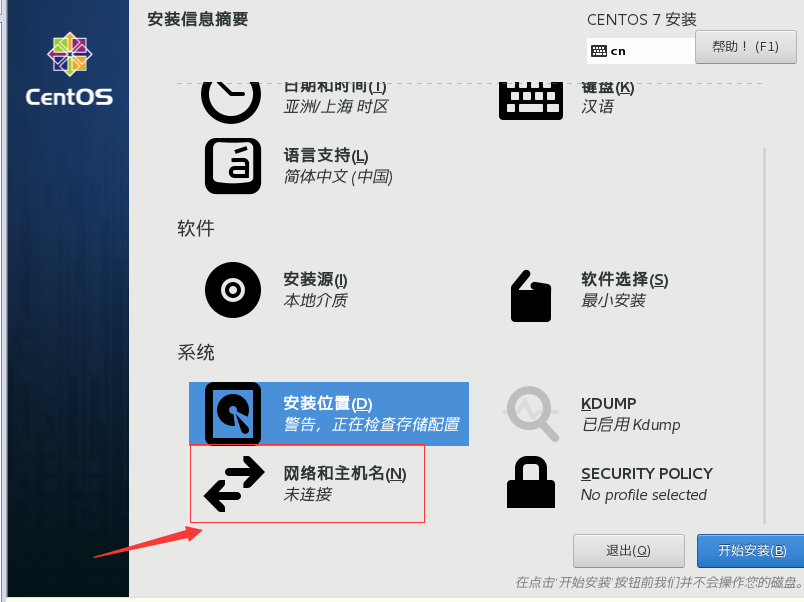 安装信息摘要
CENTOS 7 安装
cn
帮助！ (F1)
CentOS
日期和时间(T)
亚洲/上海 时区
键盘(K)
汉语
á
语言支持(L)
简体中文 (中国)
软件
安装源(I)
本地介质
软件选择(S)
最小安装
系统
安装位置(D)
警告，正在检查存储配置
KDUMP
已启用 Kdump
网络和主机名(N)
未连接
SECURITY POLICY
No profile selected
退出(Q)
开始安装(B)
在点击'开始安装'按钮前我们并不会操作您的磁盘。